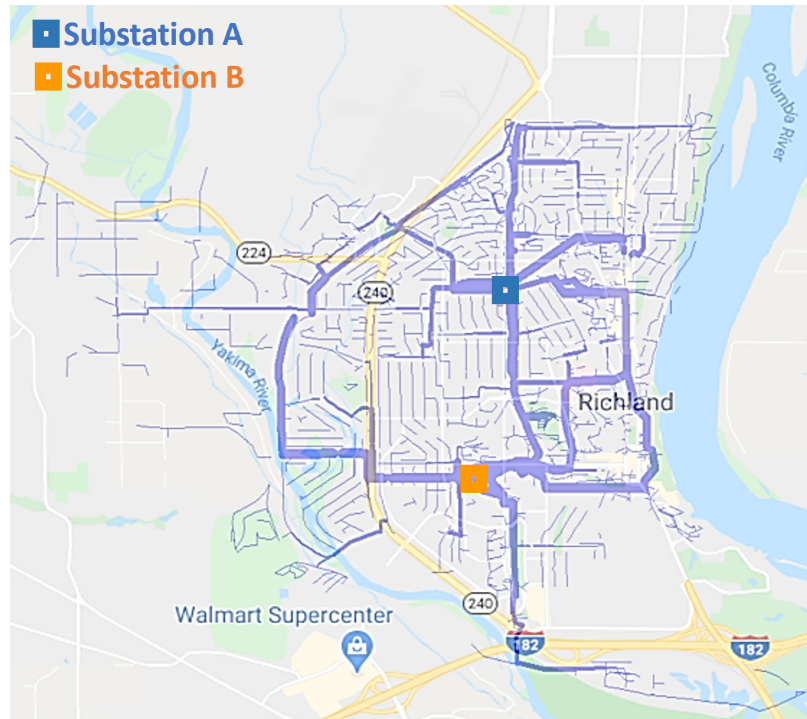 Substation A
Substation B
Columbia River
224
240
Yakima River
Richland
240
Walmart Supercenter
182
182